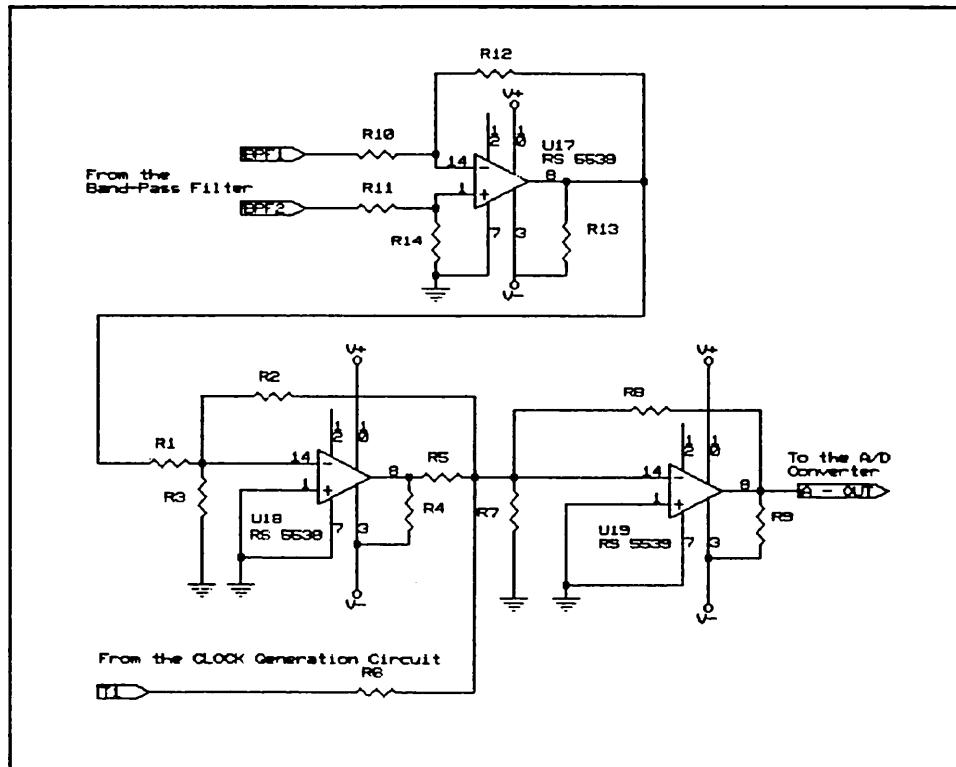 R12
V+
R10
BPF1
14
1
2
1
0
U17
RS 5539
8
From the
Band-Pass Filter
R11
1
BPF2
R14
7
3
R13
V-
V+
V+
R2
R8
1
2
1
0
1
2
1
0
R1
14
8
R5
14
8
To the A/D
Converter
A - OUT
R3
1
R4
R7
1
R9
U18
RS 5539
7
3
U19
RS 5539
7
3
V-
V-
From the CLOCK Generation Circuit
R6
T1